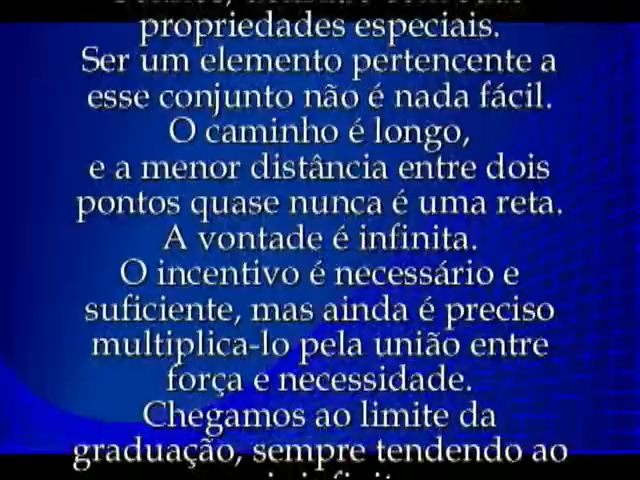 propriedades especiais.
Ser um elemento pertencente a
esse conjunto não é nada fácil.
O caminho é longo,
e a menor distância entre dois
pontos quase nunca é uma reta.
A vontade é infinita.
O incentivo é necessário e
suficiente, mas ainda é preciso
multiplica-lo pela união entre
força e necessidade.
Chegamos ao limite da
graduação, sempre tendendo ao